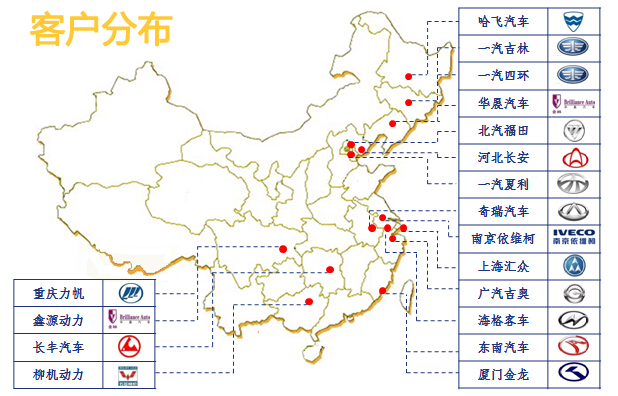 客户分布
哈飞汽车
一汽吉林
一汽四环
华晨汽车
Brilliance Auto
北汽福田
河北长安
一汽夏利
奇瑞汽车
南京依维柯
IVECO
南京依维柯
上海汇众
广汽吉奥
海格客车
东南汽车
厦门金龙
重庆力帆
鑫源动力
Brilliance Auto
长丰汽车
柳机动力